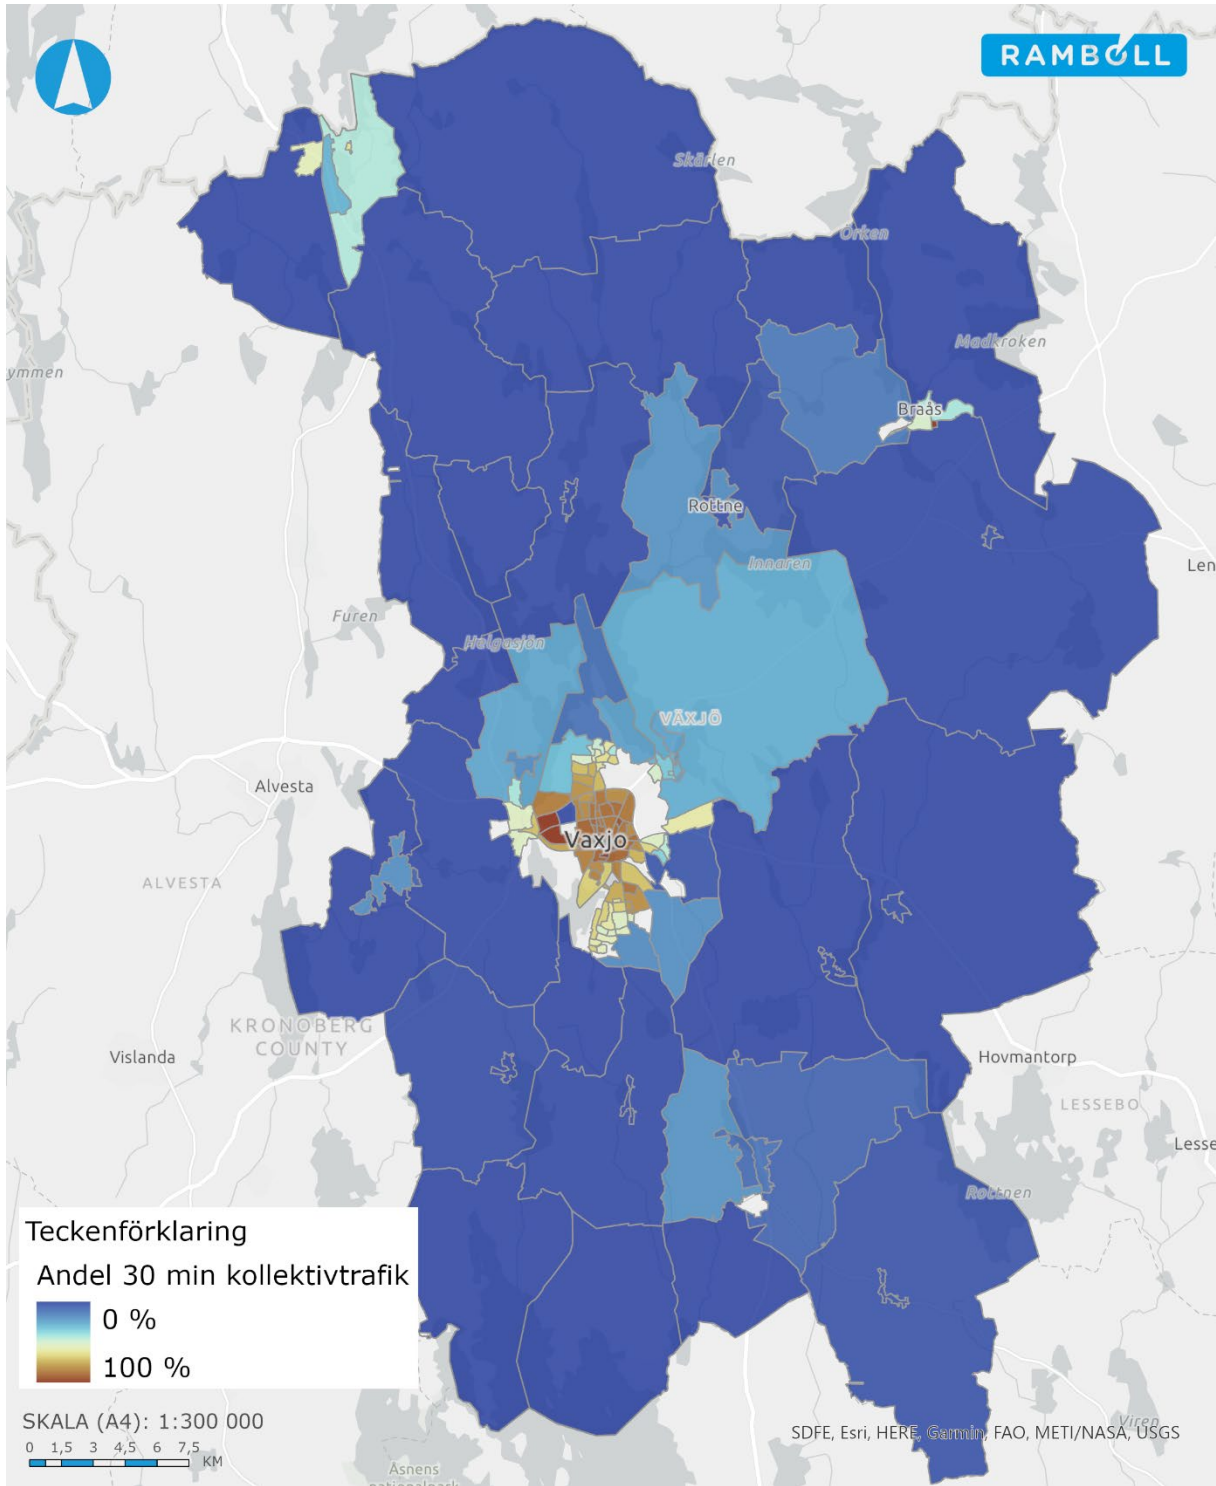 RAMBOLL
Skärlen
Örken
Madkroken
ymmen
Braås
Rottne
Innaren
Len
Furen
Helgasjön
VÄXJÖ
Alvesta
Vaxjo
ALVESTA
KRONOBERG
COUNTY
Vislanda
Hovmantorp
LESSEBO
Lesse
Rottnen
Teckenförklaring
Andel 30 min kollektivtrafik
0 %
100 %
SKALA (A4): 1:300 000
0 1,5 3 4,5 6 7,5
KM
Viren
SDFE, Esri, HERE, Garmin, FAO, METI/NASA, USGS
Åsnens
nationalpark